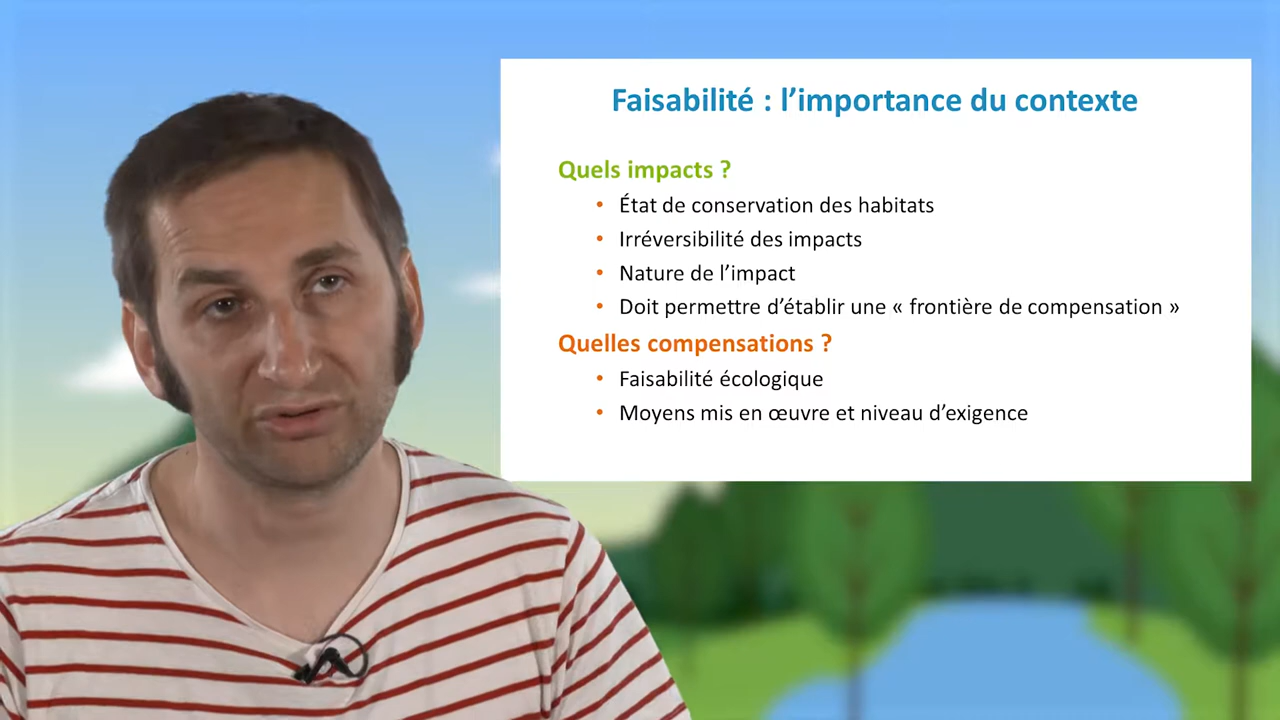 Faisabilité : l’importance du contexte
Quels impacts ?
• État de conservation des habitats
• Irréversibilité des impacts
• Nature de l’impact
• Doit permettre d’établir une « frontière de compensation »
Quelles compensations ?
• Faisabilité écologique
• Moyens mis en œuvre et niveau d’exigence